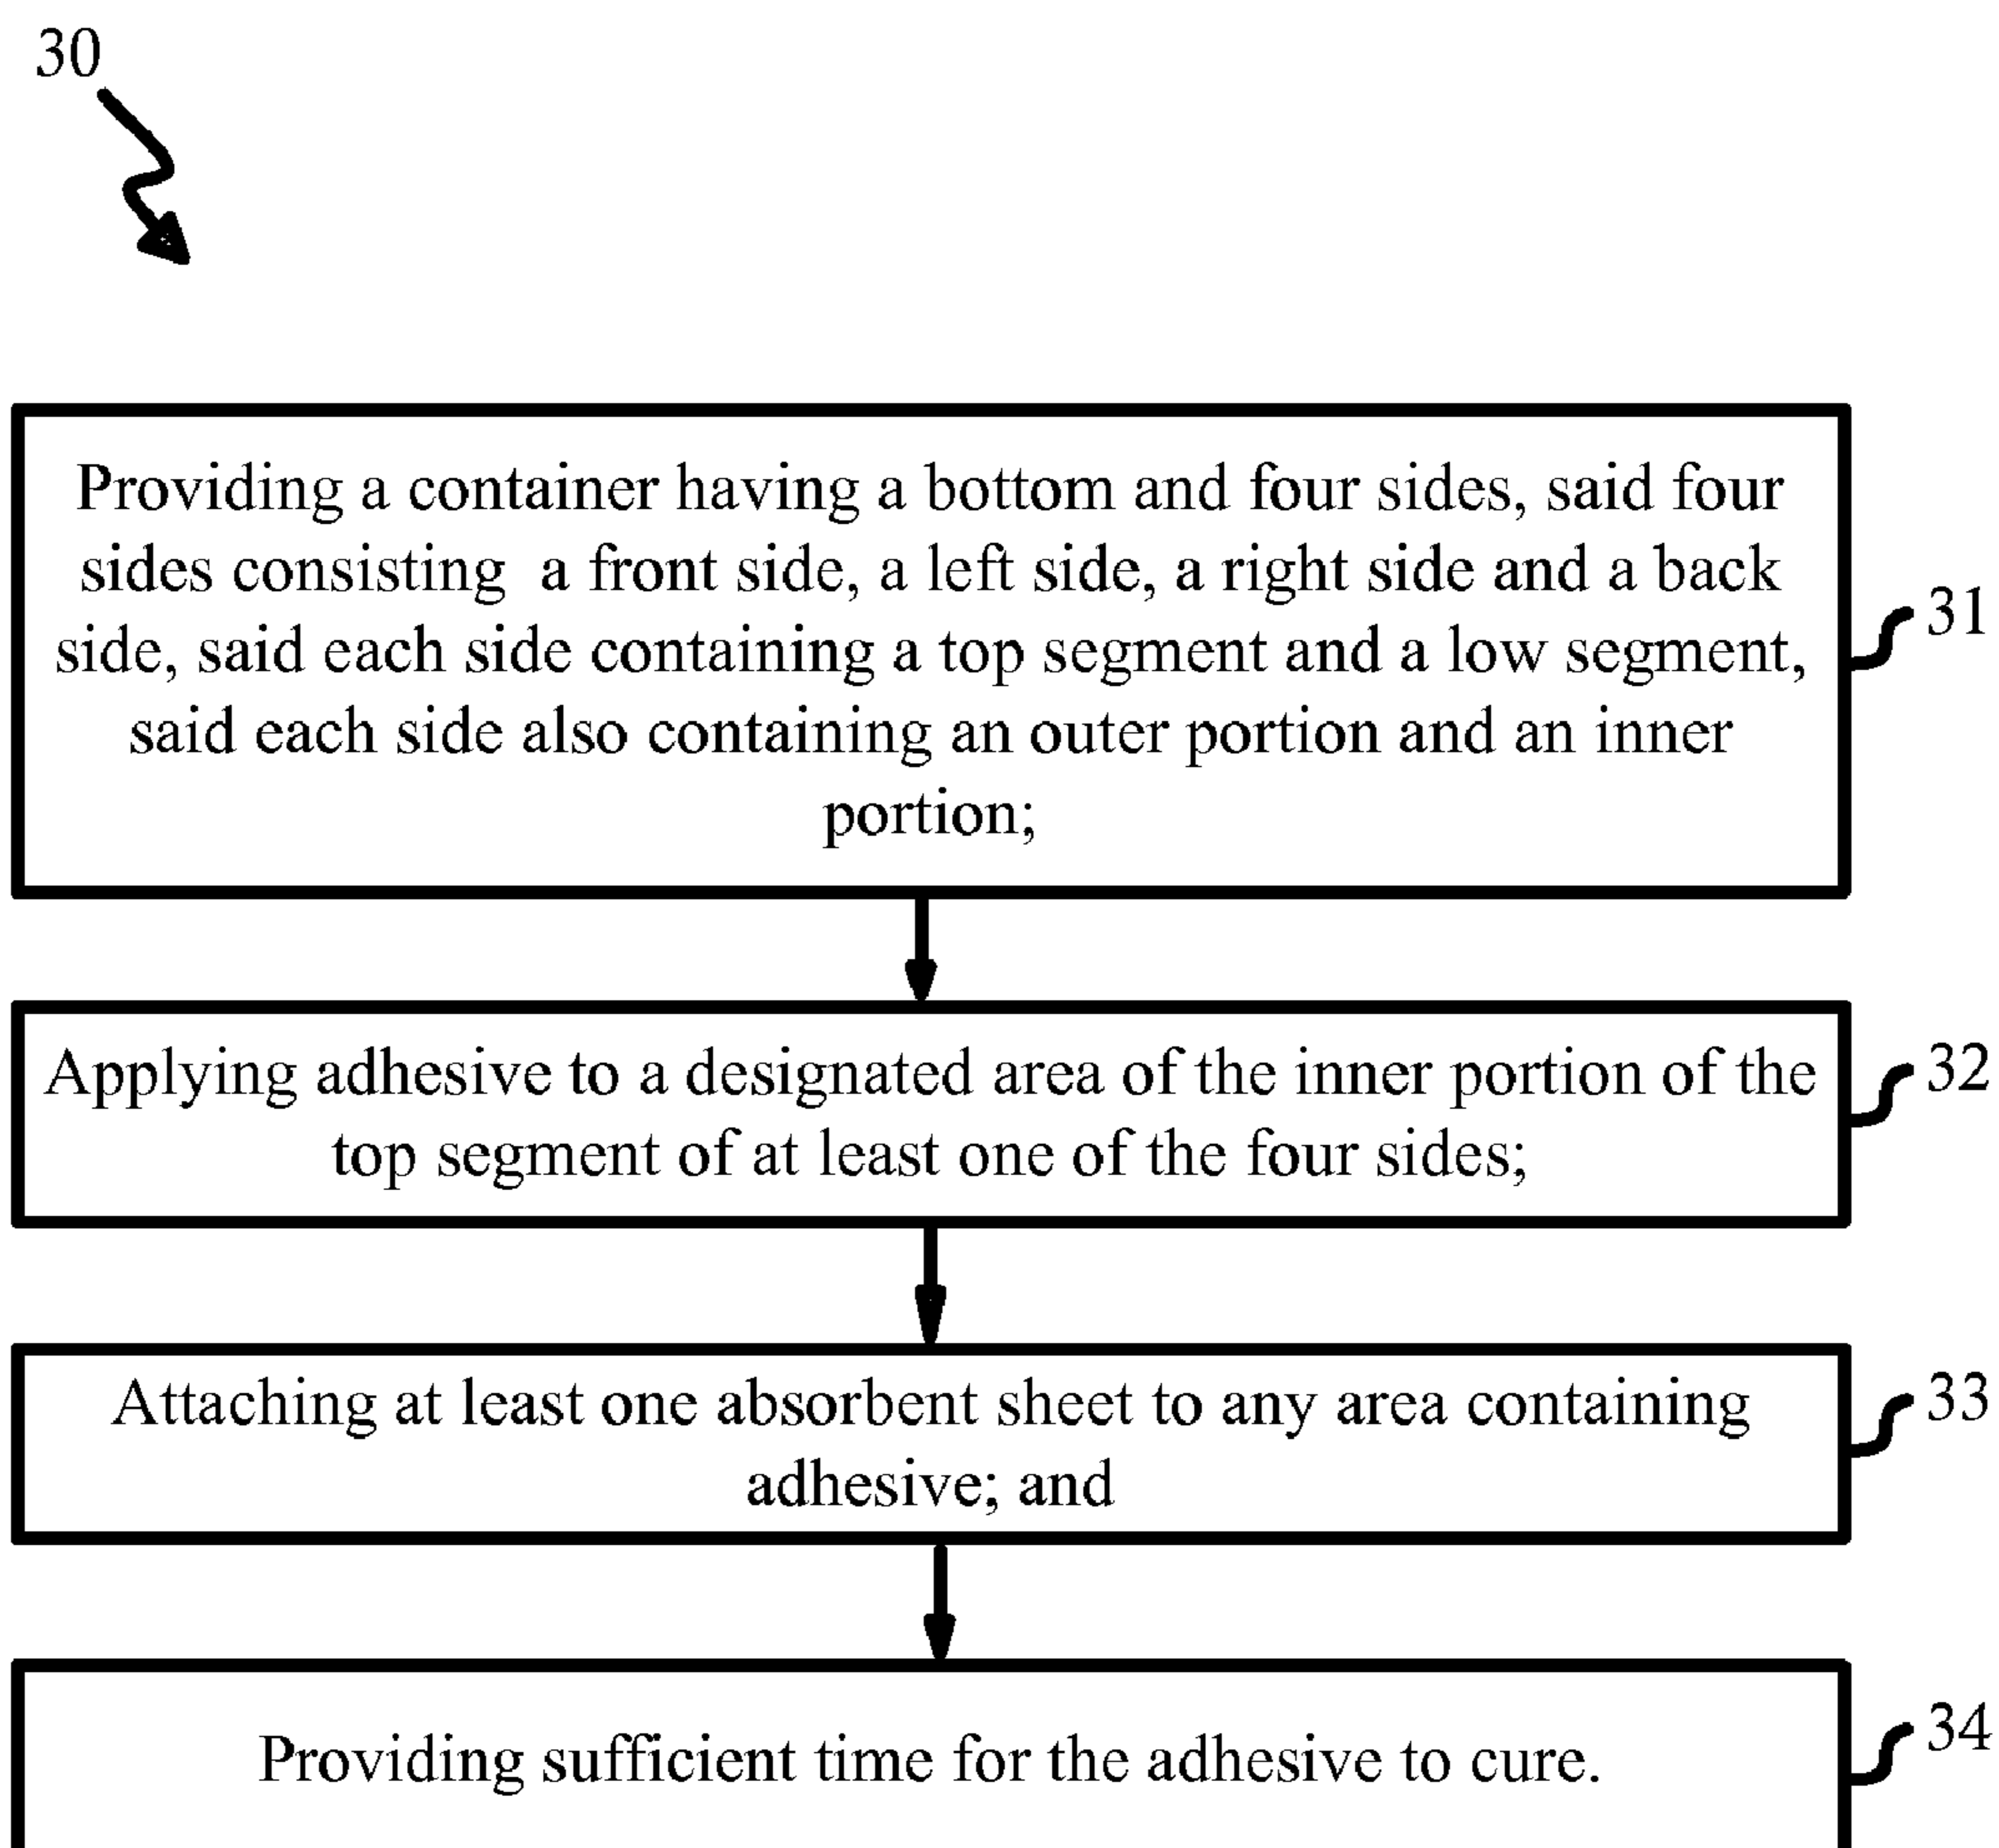 30
Providing a container having a bottom and four sides, said four
sides consisting  a front side, a left side, a right side and a back
side, said each side containing a top segment and a low segment,
said each side also containing an outer portion and an inner
portion;
31
Applying adhesive to a designated area of the inner portion of the
top segment of at least one of the four sides;
32
Attaching at least one absorbent sheet to any area containing
adhesive; and
33
Providing sufficient time for the adhesive to cure.
34